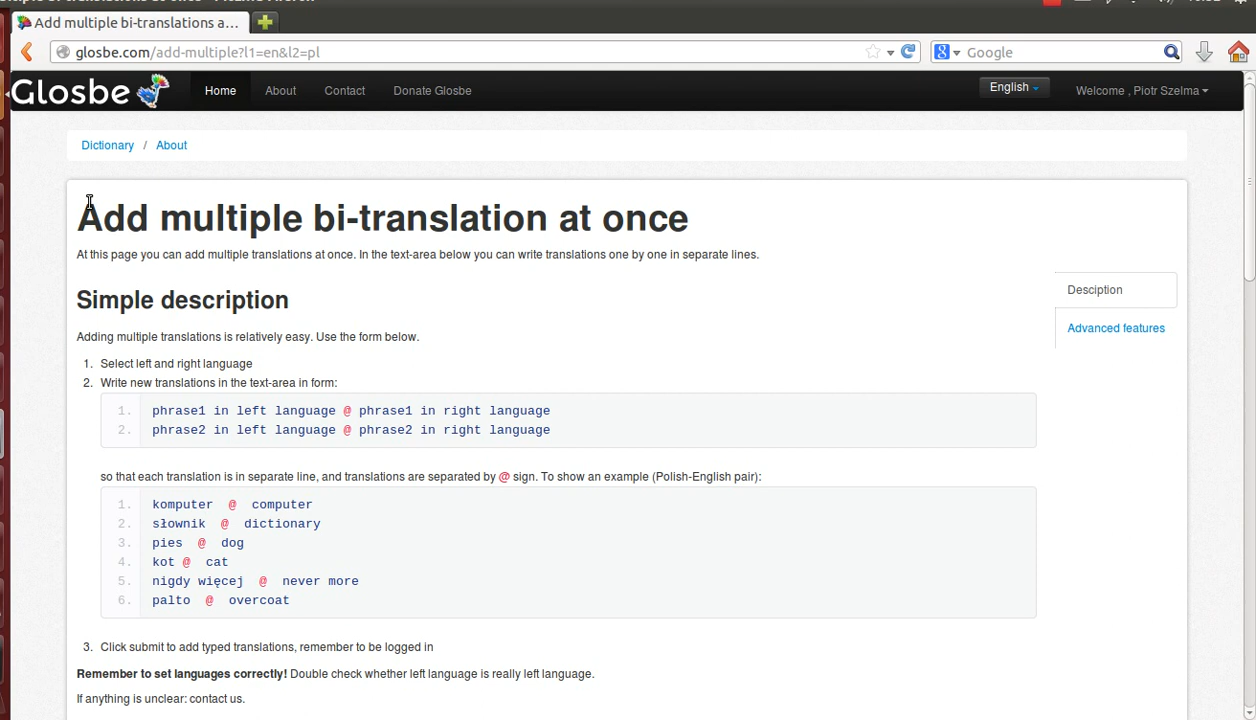 Add multiple bi-translations a...
glosbe.com/add-multiple?l1=en&l2=pl
Google
Glosbe
Home
About
Contact
Donate Glosbe
English
Welcome , Piotr Szelma
Dictionary / About
Add multiple bi-translation at once
At this page you can add multiple translations at once. In the text-area below you can write translations one by one in separate lines.
Desciption
Advanced features
Simple description
Adding multiple translations is relatively easy. Use the form below.
1. Select left and right language
2. Write new translations in the text-area in form:
1. phrase1 in left language @ phrase1 in right language
2. phrase2 in left language @ phrase2 in right language
so that each translation is in separate line, and translations are separated by @ sign. To show an example (Polish-English pair):
1. komputer @ computer
2. słownik @ dictionary
3. pies @ dog
4. kot @ cat
5. nigdy więcej @ never more
6. palto @ overcoat
3. Click submit to add typed translations, remember to be logged in
Remember to set languages correctly! Double check whether left language is really left language.
If anything is unclear: contact us.